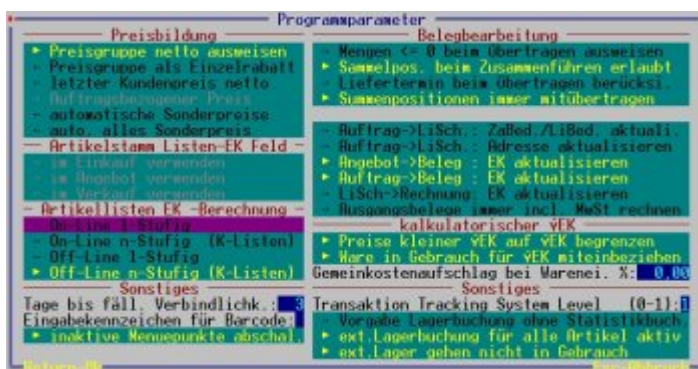 Programmparameter
Preisbildung
► Preisgruppe netto ausweisen
- Preisgruppe als Einzelrabatt
- letzter Kundenpreis netto
- Auftragsbezogener Preis
- automatische Sonderpreise
- auto. alles Sonderpreis
Artikelstamm Listen-EK Feld
- im Einkauf verwenden
- im Angebot verwenden
- im Verkauf verwenden
Artikellisten EK -Berechnung
- On-Line 1-Stufig
- On-Line n-Stufig (K-Listen)
- Off-Line 1-Stufig
► Off-Line n-Stufig (K-Listen)
Sonstiges
Tage bis fäll. Verbindlichk.: 3
Eingabekennzeichen für Barcode:
► inaktive Menuepunkte abschal.
Belegbearbeitung
- Mengen <= 0 beim Übertragen ausweisen
► Sammelpos. beim Zusammenführen erlaubt
- Liefertermin beim Übertragen berücksi.
► Summenpositionen immer mitübertragen
- Auftrag->LiSch.: ZaBed./LiBed. aktuali.
- Auftrag->LiSch.: Adresse aktualisieren
► Angebot->Beleg : EK aktualisieren
► Auftrag->Beleg : EK aktualisieren
- LiSch->Rechnung: EK aktualisieren
- Ausgangsbelege immer incl. MwSt rechnen
kalkulatorischer ÿEK
► Preise kleiner ÿEK auf ÿEK begrenzen
► Ware in Gebrauch für ÿEK miteinbeziehen
Gemeinkostenaufschlag bei Warenei. %: 0,00
Sonstiges
Transaktion Tracking System Level (0-1):
- Vorgabe Lagerbuchung ohne Statistikbuch.
► ext.Lagerbuchung für alle Artikel aktiv
► ext.Lager gehen nicht in Gebrauch